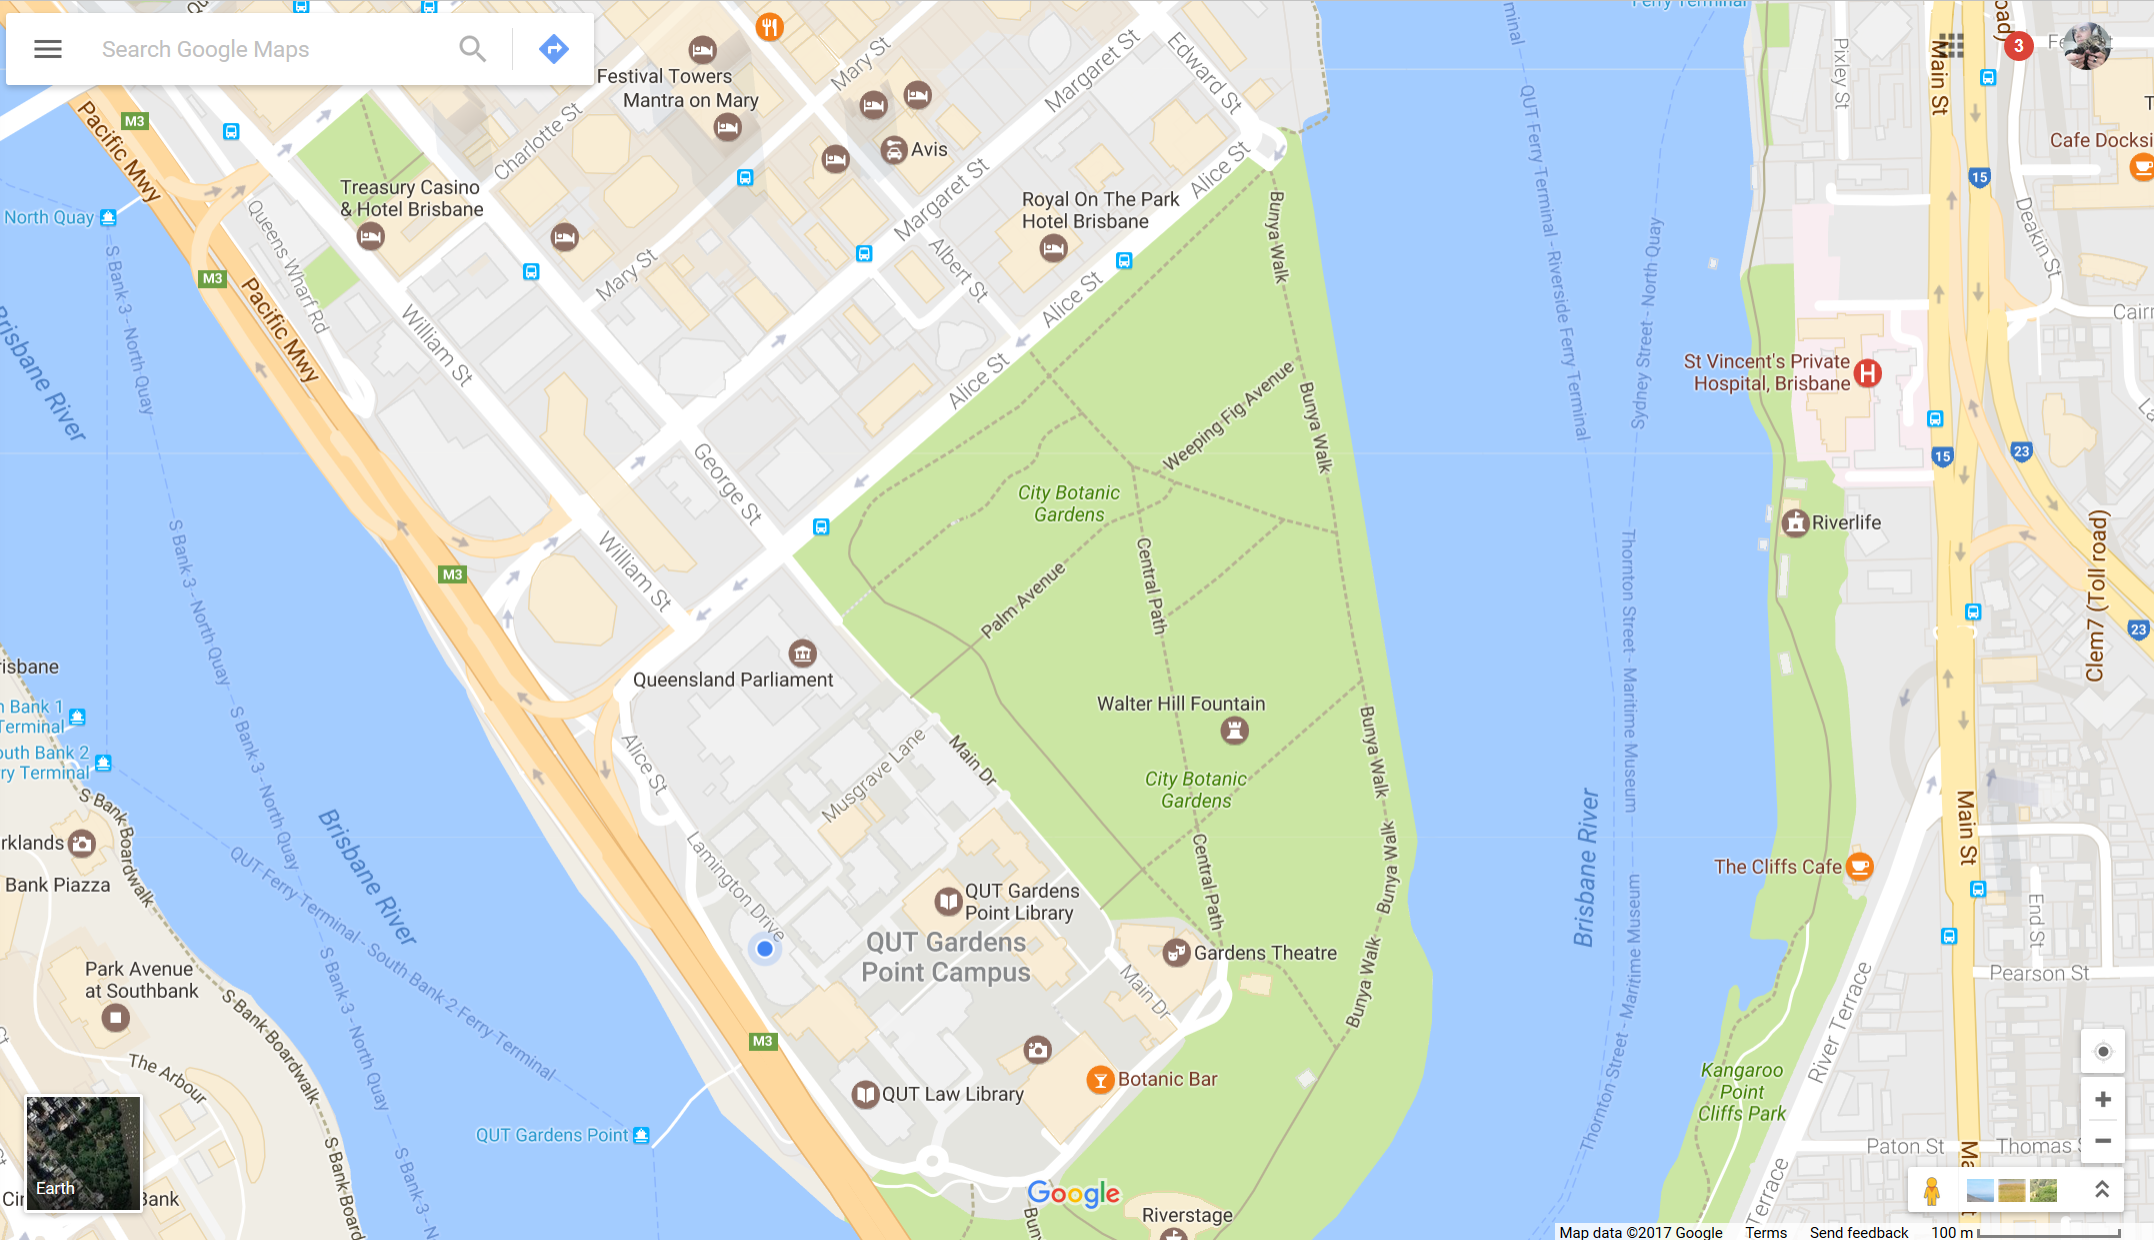 Search Google Maps
Ferry Terminal
M3
Pacific Mwy
North Quay
S Bank 3 - North Quay
Brisbane River
M3
Pacific Mwy
Queens Wharf Rd
Treasury Casino
& Hotel Brisbane
William St
Charlotte St
Festival Towers
Mantra on Mary
Mary St
Mary St
Avis
Margaret St
Margaret St
Edward St
Albert St
Royal On The Park
Hotel Brisbane
Alice St
Alice St
Alice St
Bunya Walk
Bunya Walk
Weeping Fig Avenue
City Botanic
Gardens
Central Path
Palm Avenue
George St
William St
M3
Queensland Parliament
Alice St
Musgrave Lane
Main Dr
Lamington Drive
Walter Hill Fountain
City Botanic
Gardens
Central Path
Bunya Walk
Bunya Walk
Bunya Walk
Bunya Walk
QUT Gardens
Point Library
QUT Gardens
Point Campus
Gardens Theatre
Main Dr
M3
QUT Law Library
Botanic Bar
QUT Gardens Point
Riverstage
Google
risbane
h Bank 1
Terminal
outh Bank 2
ry Terminal
S Bank Boardwalk
rklands
Bank Piazza
Park Avenue
at Southbank
The Arbour
S Bank Boardwalk
S Bank Board
S Bank 3 - North Quay
S Bank 3 - North Quay
S Bank 3 - North Quay
S Bank 3 - N
Brisbane River
QUT Ferry Terminal - South Bank 2 Ferry Terminal
Earth
Bank
QUT Ferry Terminal - Riverside Ferry Terminal
Sydney Street - North Quay
Thornton Street - Maritime Museum
Thornton Street - Maritime Museum
Brisbane River
Pixley St
Main St
3
15
Cafe Docksi
Deakin St
Cairn
St Vincent's Private
Hospital, Brisbane
15
23
Riverlife
Clem7 (Toll road)
23
Main St
The Cliffs Cafe
End St
Pearson St
River Terrace
Kangaroo
Point
Cliffs Park
Paton St
Thomas S
Terrace
Map data ©2017 Google
Terms
Send feedback
100 m